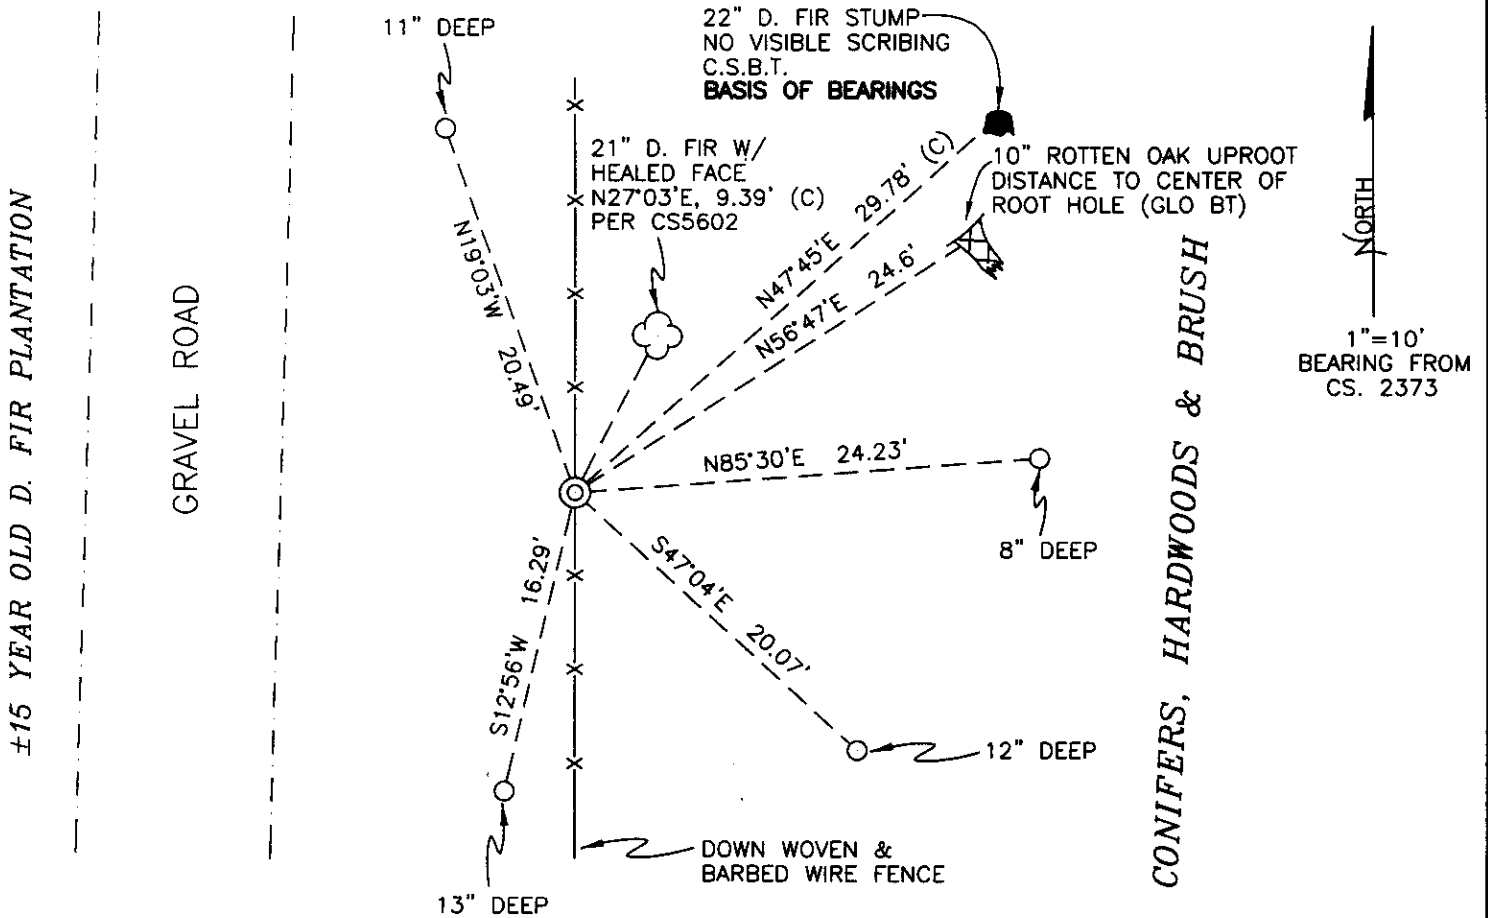 11" DEEP
22" D. FIR STUMP
NO VISIBLE SCRIBING
C.S.B.T.
BASIS OF BEARINGS
21" D. FIR W/
HEALED FACE
N27°03'E, 9.39' (C)
PER CS5602
10" ROTTEN OAK UPROOT
DISTANCE TO CENTER OF
ROOT HOLE (GLO BT)
N47°45'E 29.78' (C)
N56°47'E 24.6'
N19°03'W 20.49'
NORTH
1"=10'
BEARING FROM
CS. 2373
±15 YEAR OLD D. FIR PLANTATION
GRAVEL ROAD
N85°30'E 24.23'
8" DEEP
S47°04'E 20.07'
12" DEEP
S12°56'W 16.29'
13" DEEP
DOWN WOVEN &
BARBED WIRE FENCE
CONIFERS, HARDWOODS & BRUSH